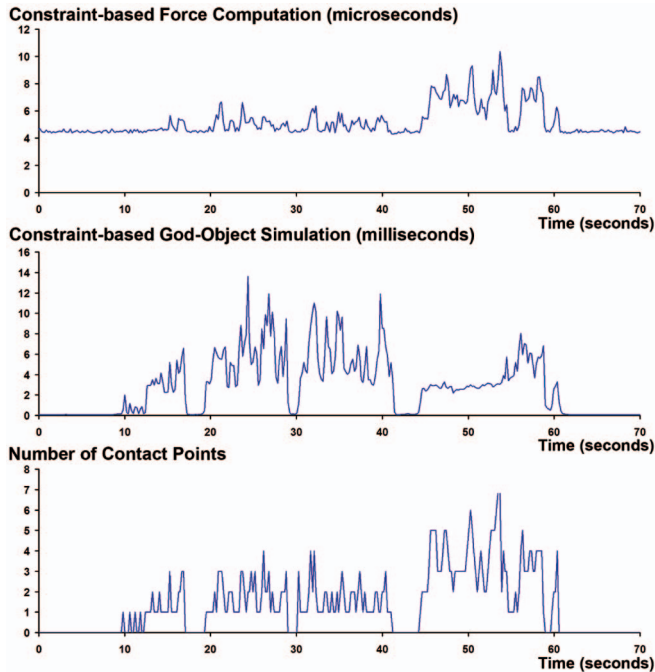 Constraint-based Force Computation (microseconds)
12
10
8
6
4
2
0
0 10 20 30 40 50 60 70
Time (seconds)
Constraint-based God-Object Simulation (milliseconds)
16
14
12
10
8
6
4
2
0
0 10 20 30 40 50 60 70
Time (seconds)
Number of Contact Points
8
7
6
5
4
3
2
1
0
0 10 20 30 40 50 60 70
Time (seconds)